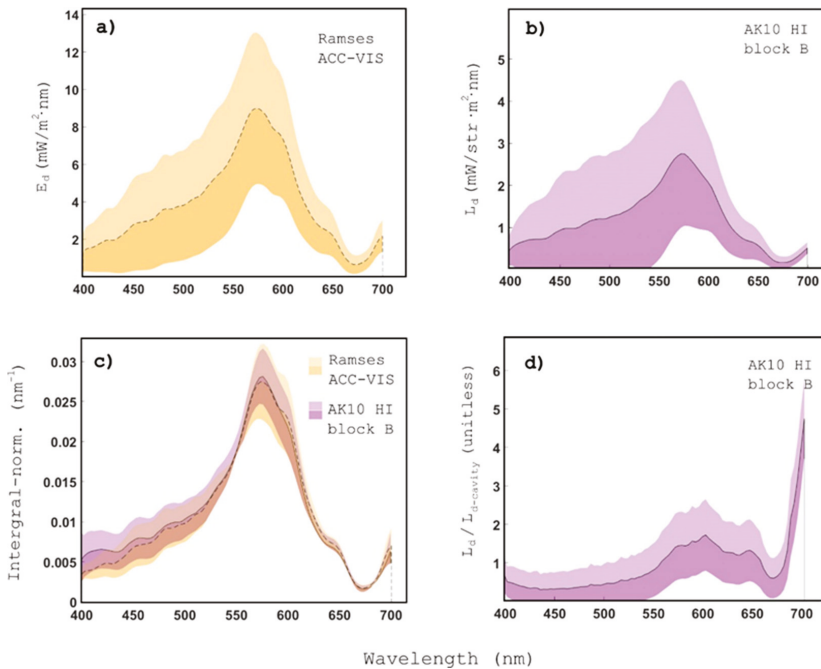 a)
Ramses
ACC-VIS
14
12
10
8
6
4
2
E_d (mW/m²·nm)
400 450 500 550 600 650 700
b)
AK10 HI
block B
5
4
3
2
1
L_d (mW/str·m²·nm)
400 450 500 550 600 650 700
c)
Ramses
ACC-VIS
AK10 HI
block B
0.03
0.025
0.02
0.015
0.01
0.005
0
Intergral-norm. (nm⁻¹)
400 450 500 550 600 650 700
d)
AK10 HI
block B
6
5
4
3
2
1
L_d/L_d-cavity (unitless)
400 450 500 550 600 650 700
Wavelength (nm)